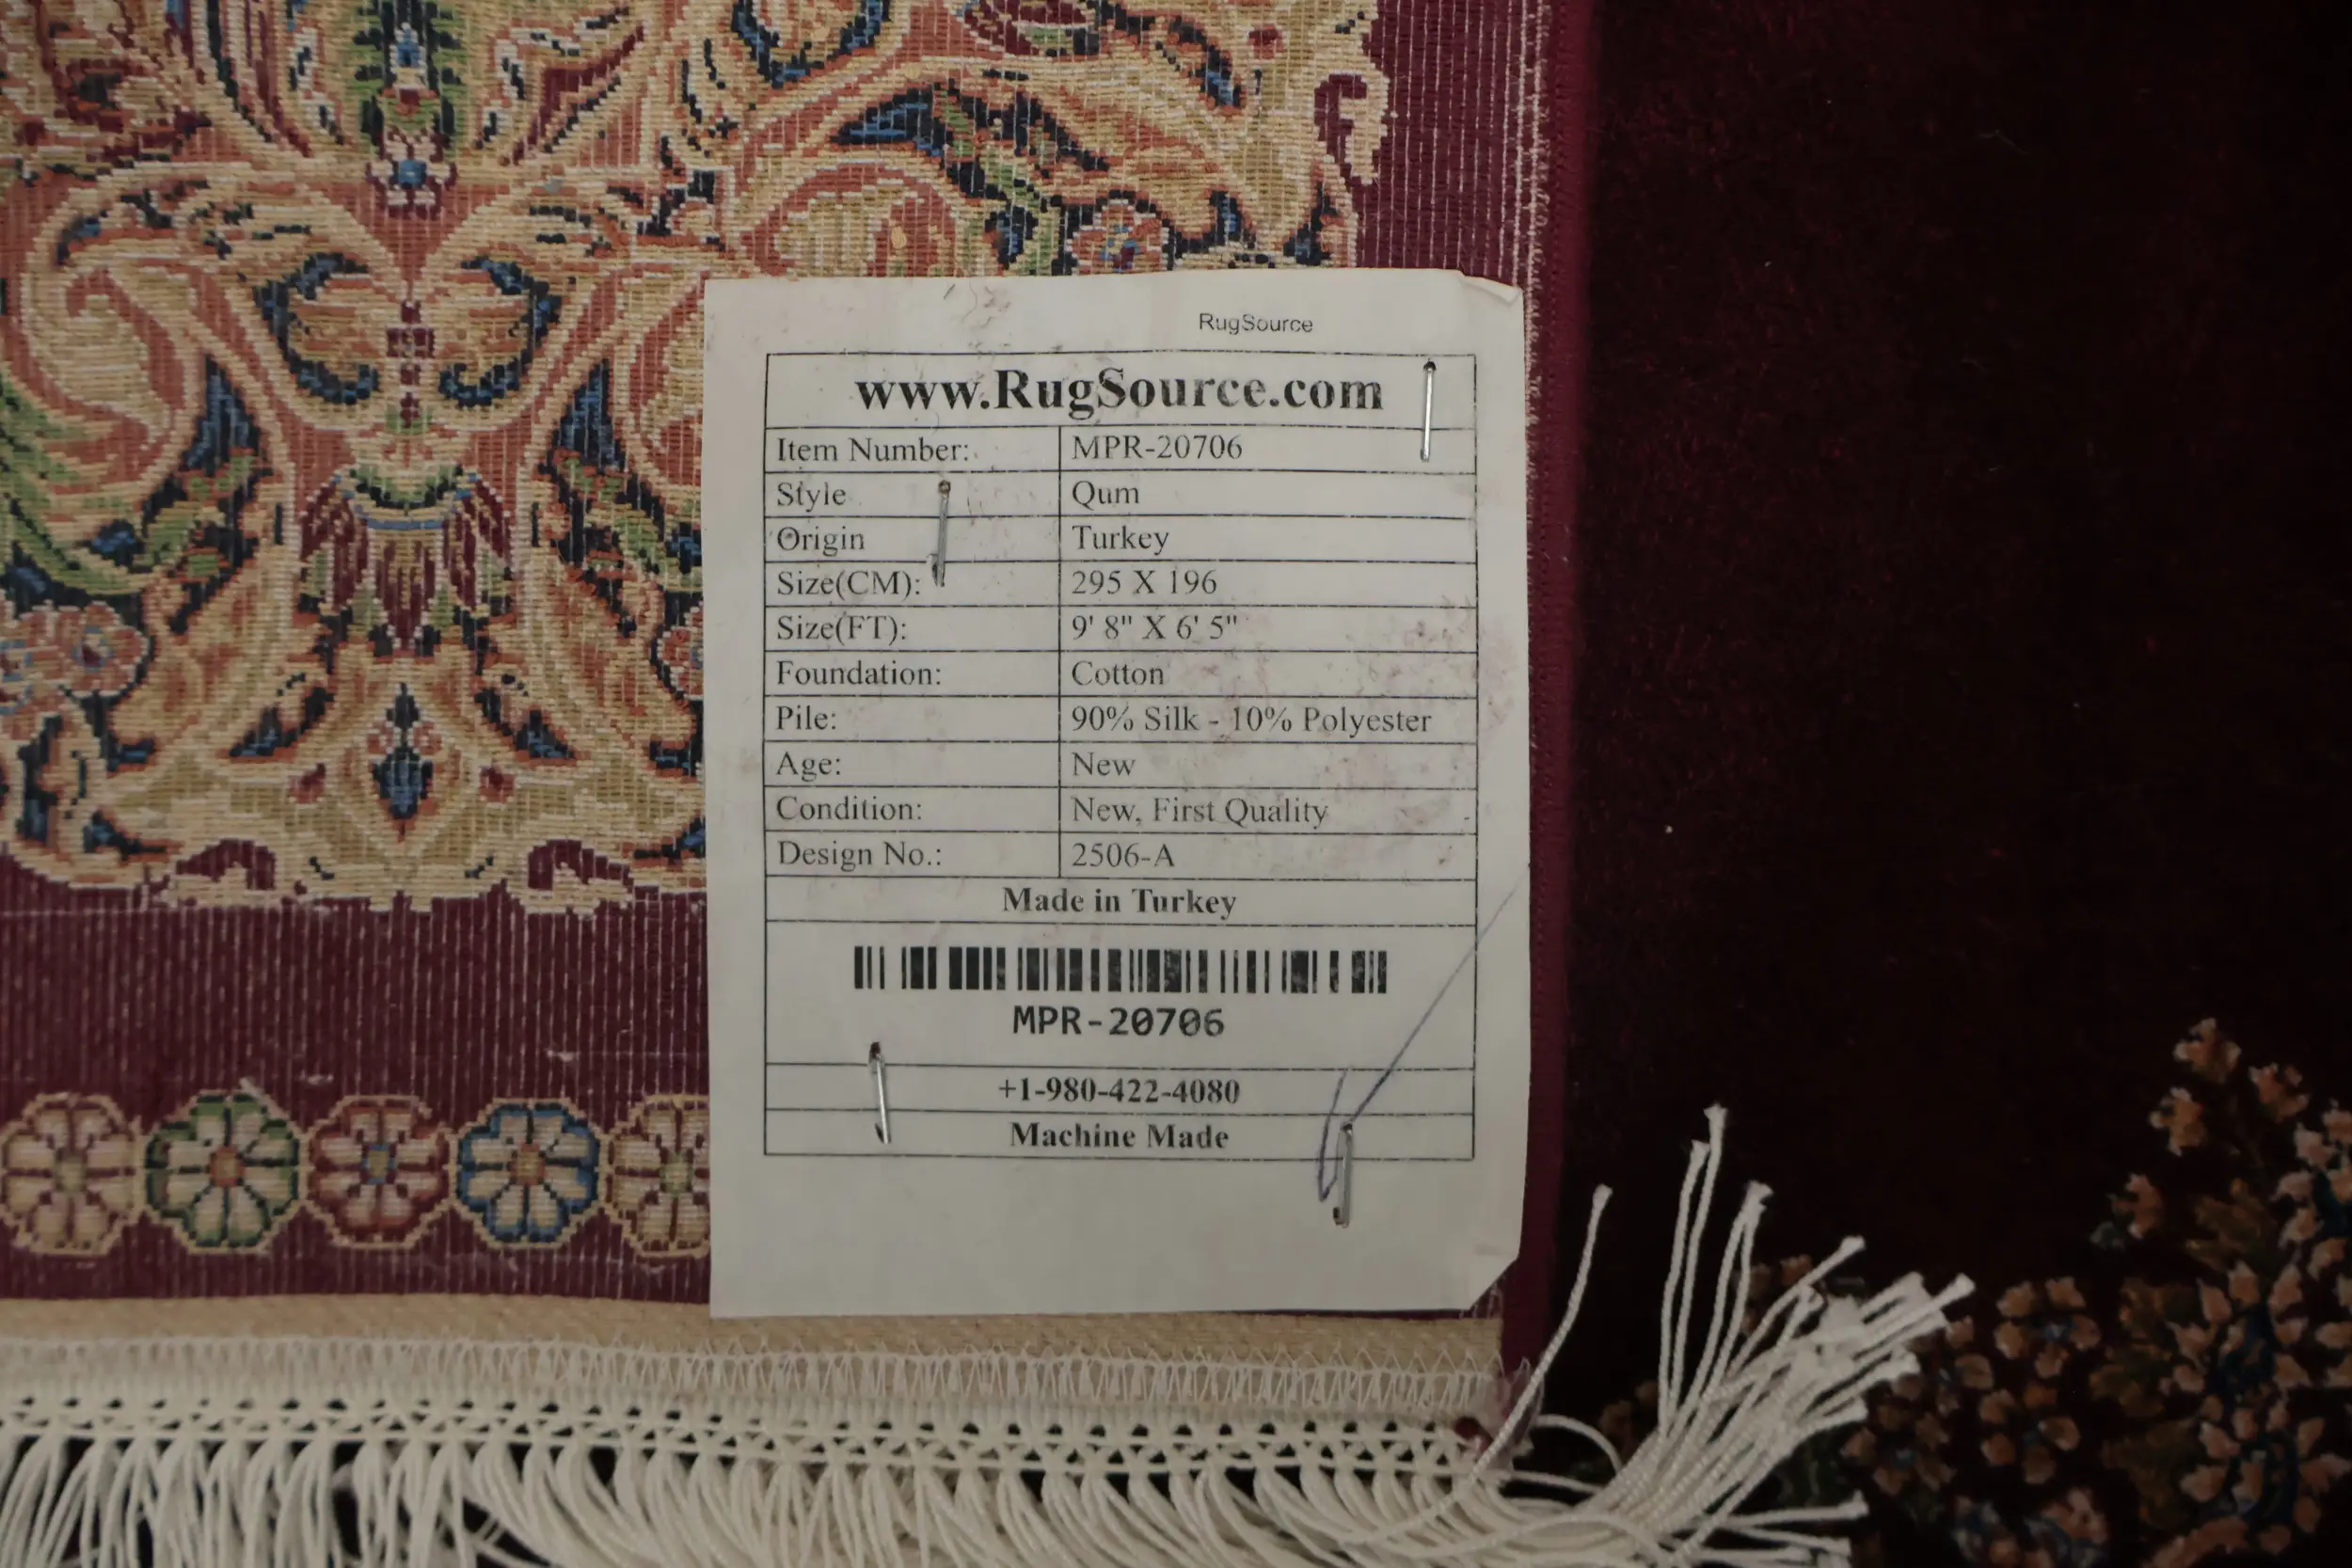 RugSource
www.RugSource.com
Item Number: MPR-20706
Style Qum
Origin Turkey
Size(CM): 295 X 196
Size(FT): 9' 8" X 6' 5"
Foundation: Cotton
Pile: 90% Silk - 10% Polyester
Age: New
Condition: New, First Quality
Design No.: 2506-A
Made in Turkey
MPR-20706
+1-980-422-4080
Machine Made